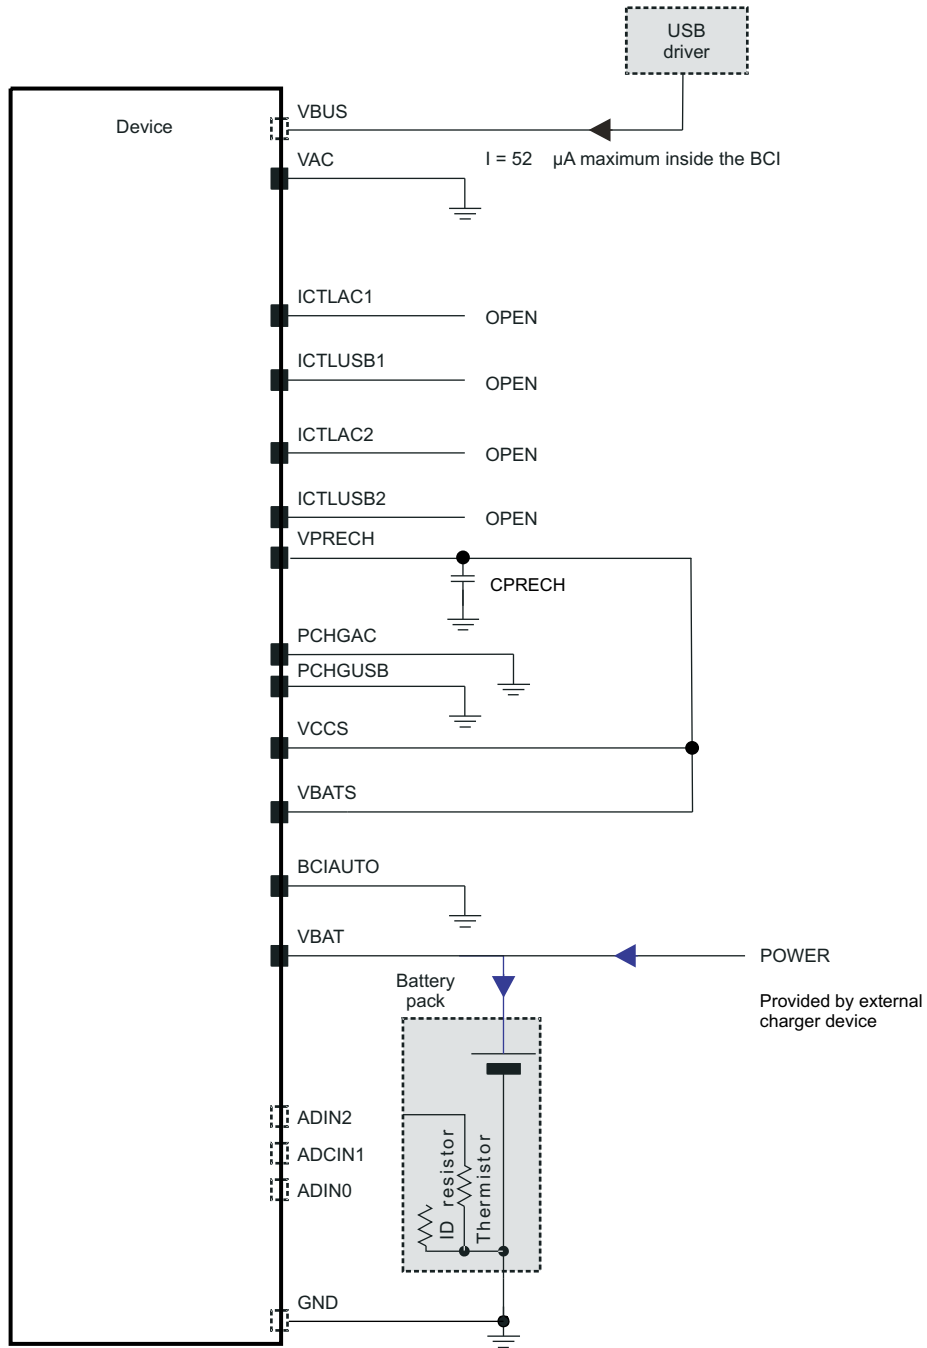 USB
driver
VBUS
Device
VAC
I = 52 µA maximum inside the BCI
ICTLAC1
OPEN
ICTLUSB1
OPEN
ICTLAC2
OPEN
ICTLUSB2
OPEN
VPRECH
CPRECH
PCHGAC
PCHGUSB
VCCS
VBATS
BCIAUTO
VBAT
POWER
Battery
pack
Provided by external
charger device
ADIN2
ADCIN1
ADIN0
ID resistor
Thermistor
GND